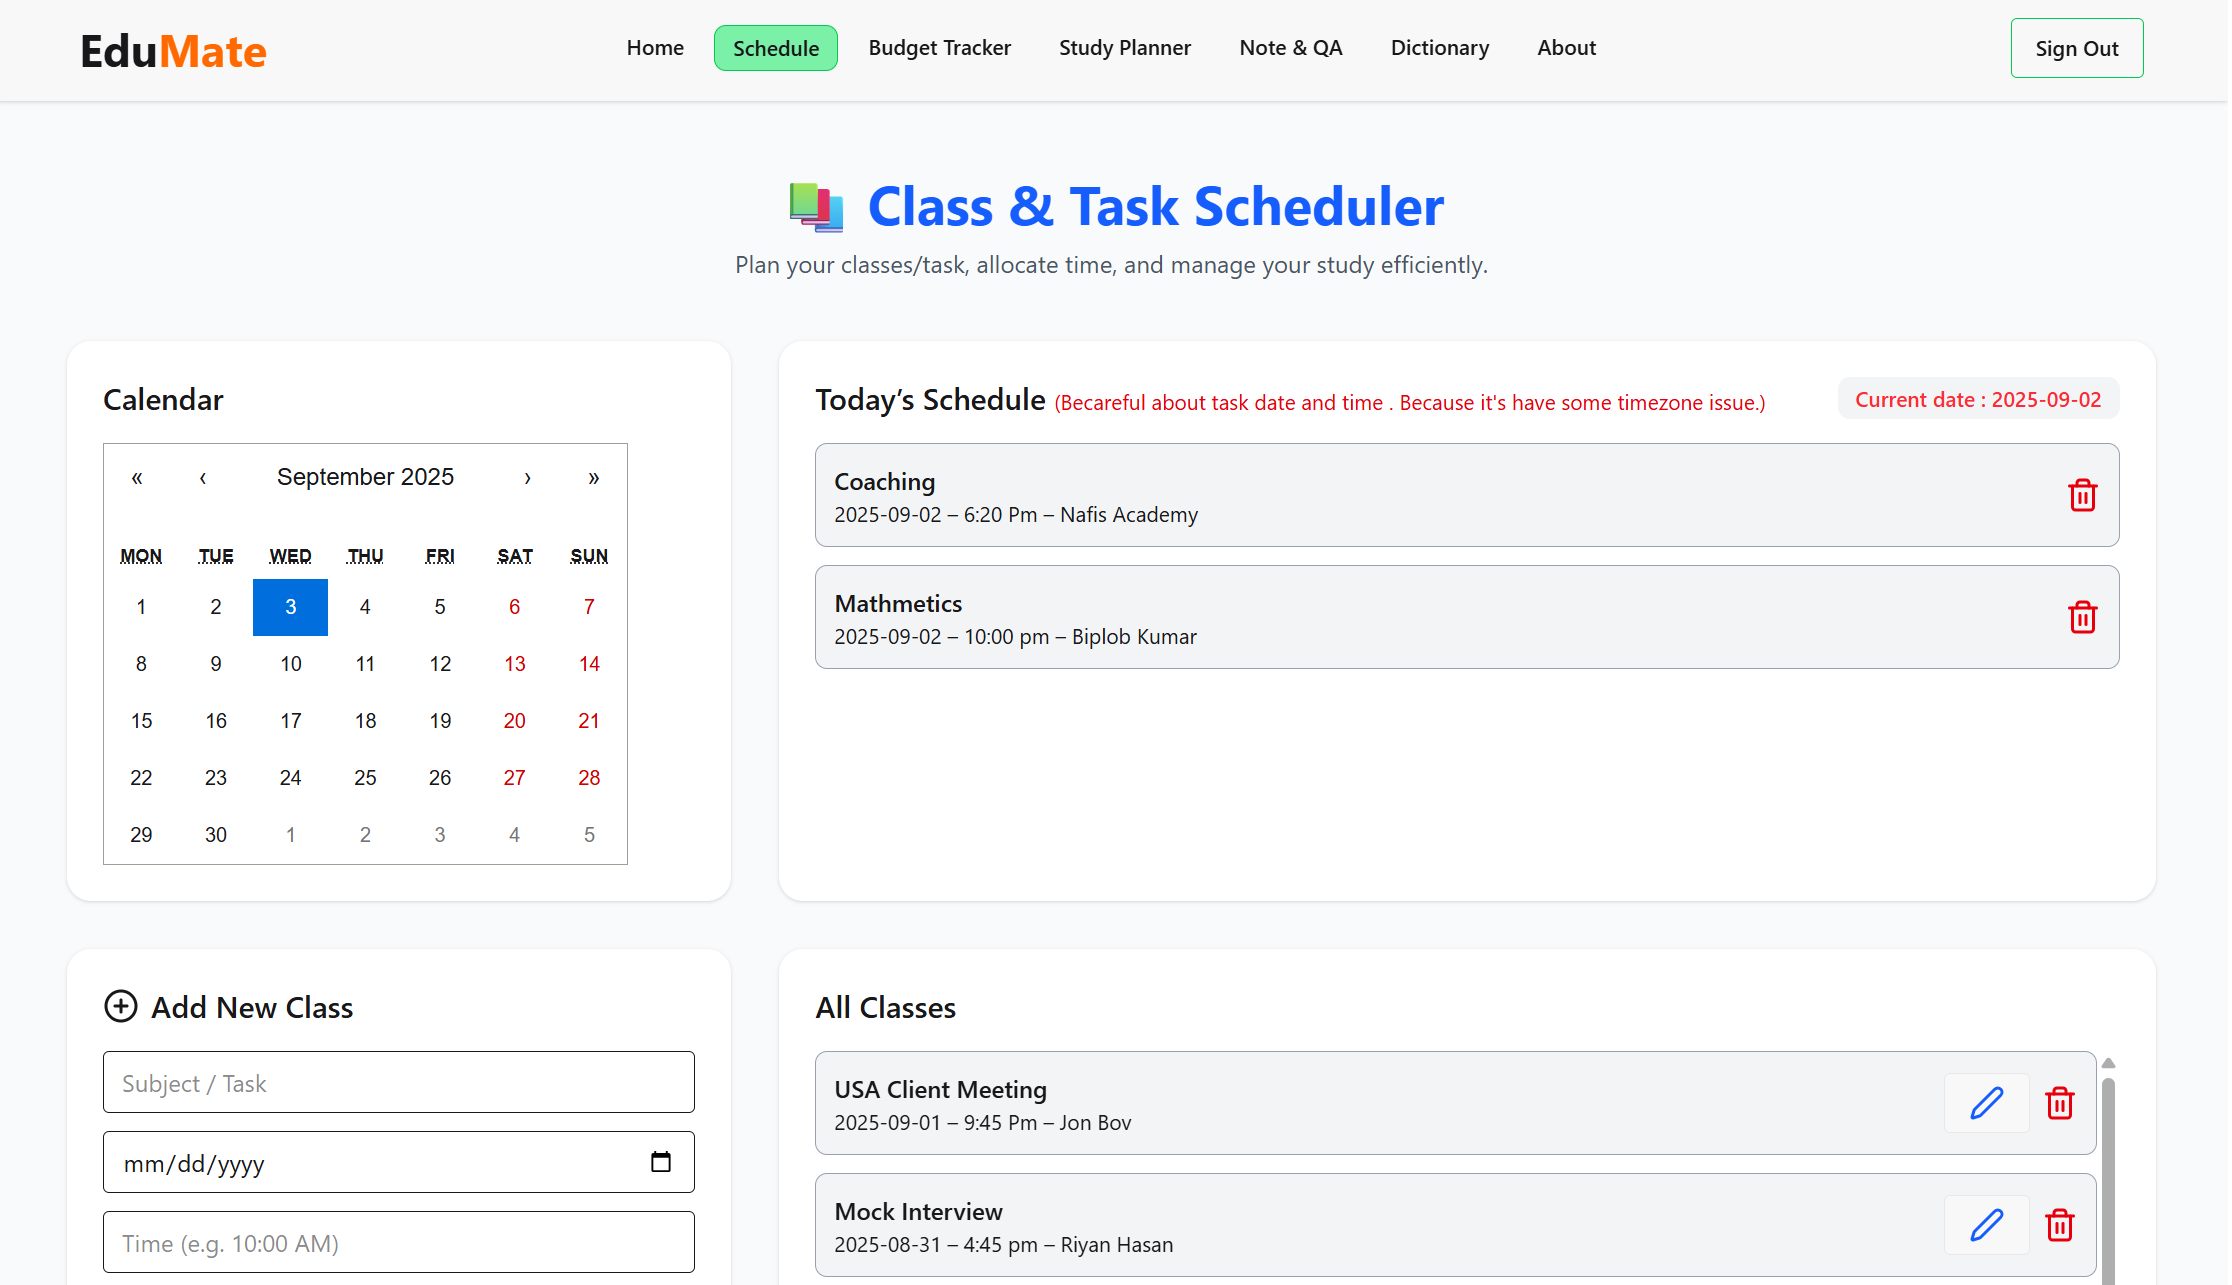 EduMate
Home Schedule Budget Tracker Study Planner Note & QA Dictionary About Sign Out
Class & Task Scheduler
Plan your classes/task, allocate time, and manage your study efficiently.
Calendar
« ‹ September 2025 › »
MON TUE WED THU FRI SAT SUN
1 2 3 4 5 6 7
8 9 10 11 12 13 14
15 16 17 18 19 20 21
22 23 24 25 26 27 28
29 30 1 2 3 4 5
Today’s Schedule (Becareful about task date and time . Because it's have some timezone issue.) Current date : 2025-09-02
Coaching
2025-09-02 – 6:20 Pm – Nafis Academy
Mathmetics
2025-09-02 – 10:00 pm – Biplob Kumar
Add New Class
Subject / Task
mm/dd/yyyy
Time (e.g. 10:00 AM)
All Classes
USA Client Meeting
2025-09-01 – 9:45 Pm – Jon Bov
Mock Interview
2025-08-31 – 4:45 pm – Riyan Hasan